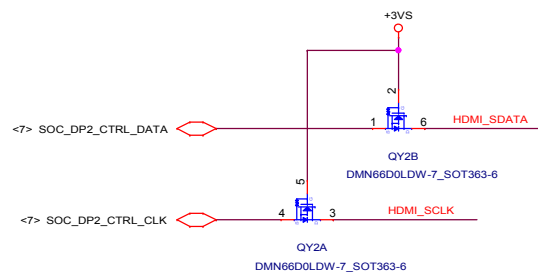 +3VS
2
<7> SOC_DP2_CTRL_DATA
1
6
HDMI_SDATA
QY2B
DMN66D0LDW-7_SOT363-6
5
<7> SOC_DP2_CTRL_CLK
4
3
HDMI_SCLK
QY2A
DMN66D0LDW-7_SOT363-6